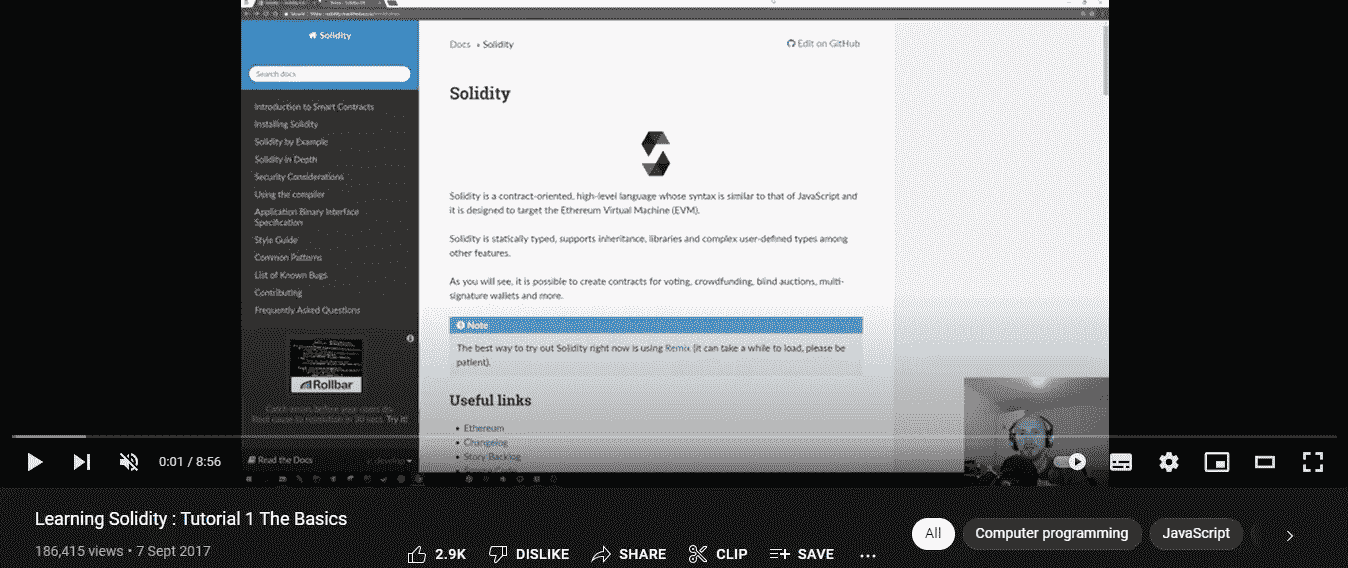 Solidity
Search docs
Introduction to Smart Contracts
Installing Solidity
Solidity by Example
Solidity in Depth
Security Considerations
Using the compiler
Application Binary Interface
Specification
Style Guide
Common Patterns
List of Known Bugs
Contributing
Frequently Asked Questions
Rollbar
Try it!
Read the Docs
Docs
Solidity
Edit on GitHub
Solidity
Solidity is a contract-oriented, high-level language whose syntax is similar to that of JavaScript and
it is designed to target the Ethereum Virtual Machine (EVM).
Solidity is statically typed, supports inheritance, libraries and complex user-defined types among
other features.
As you will see, it is possible to create contracts for voting, crowdfunding, blind auctions, multi-
signature wallets and more.
Note
The best way to try out Solidity right now is using Remix (it can take a while to load, please be
patient).
Useful links
• Ethereum
• Changelog
• Story Backlog
0:01 / 8:56
Learning Solidity : Tutorial 1 The Basics
186,415 views • 7 Sept 2017
2.9K DISLIKE SHARE CLIP SAVE ...
All Computer programming JavaScript